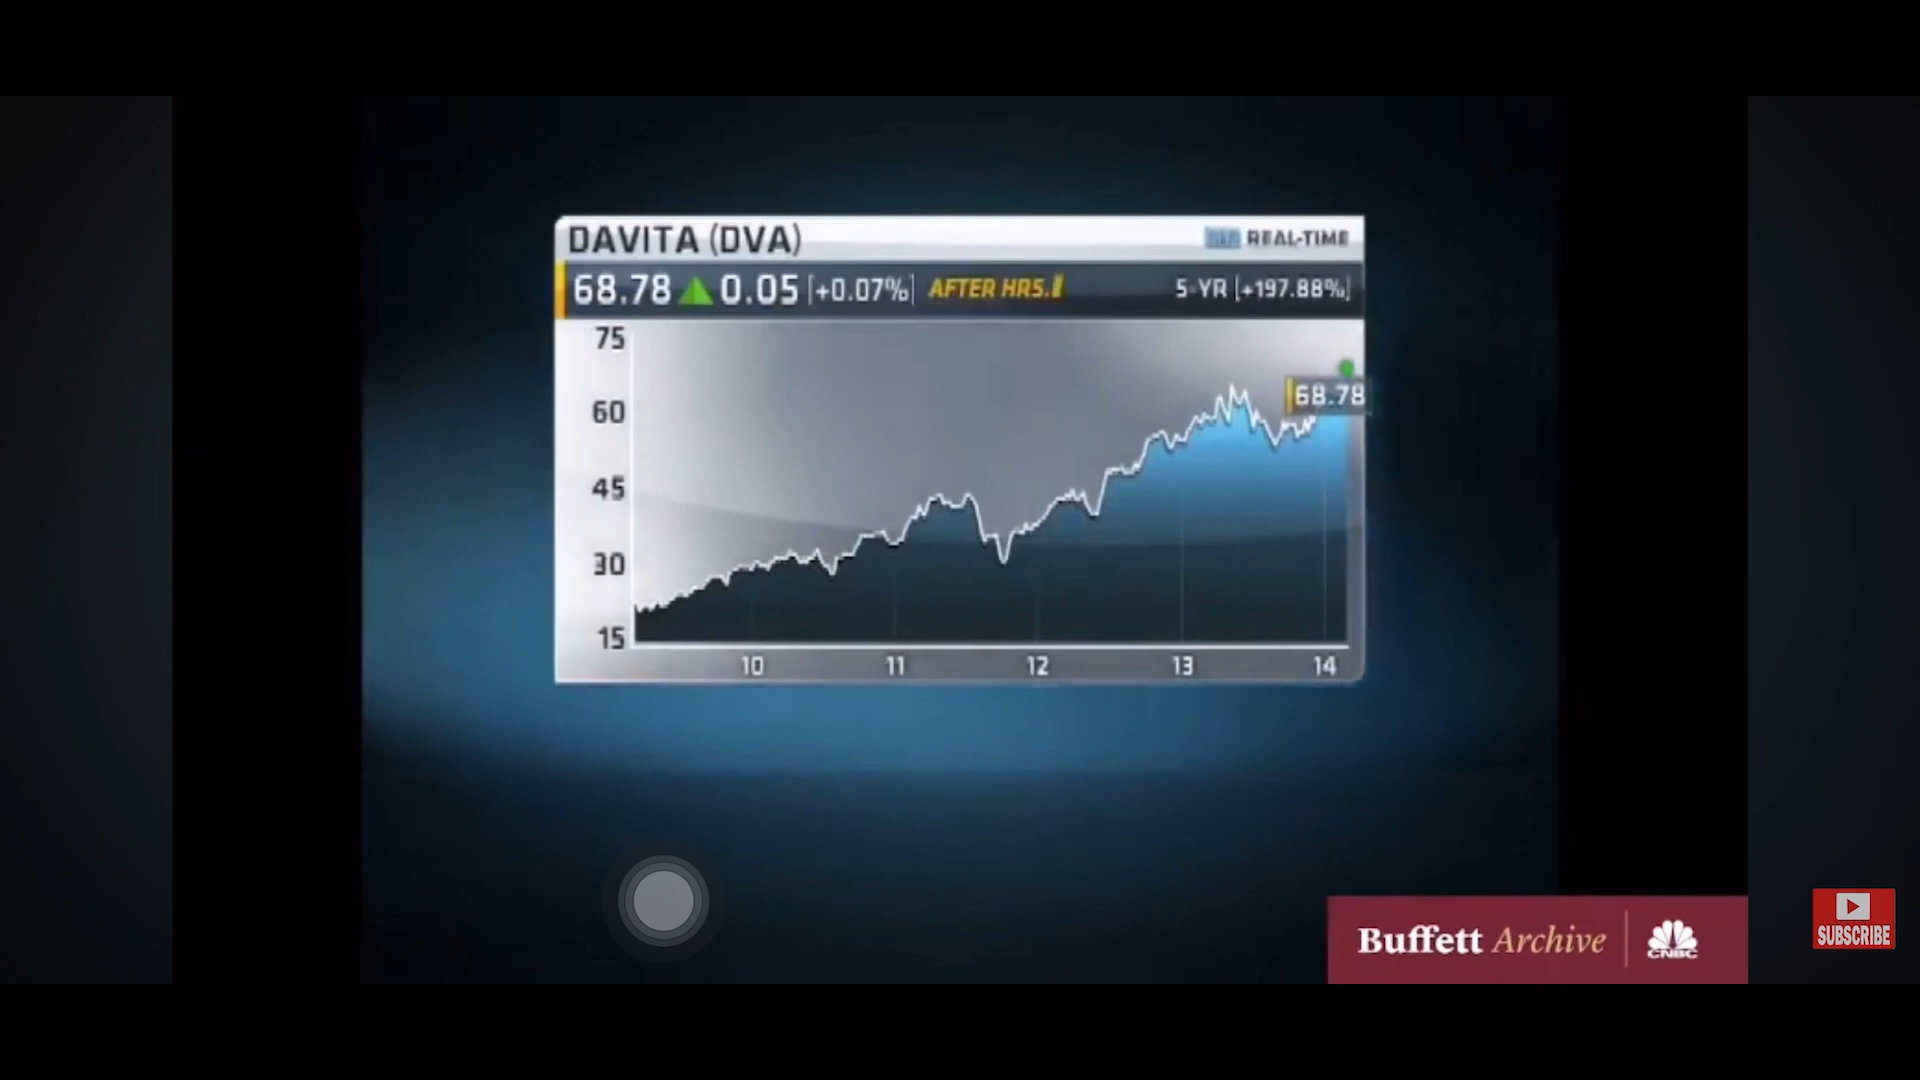 DAVITA (DVA)
REAL-TIME
68.78 0.05 [+0.07%] AFTER HRS. 5-YR [+197.88%]
75
60
45
30
15
68.78
10 11 12 13 14
Buffett Archive
CNBC
SUBSCRIBE